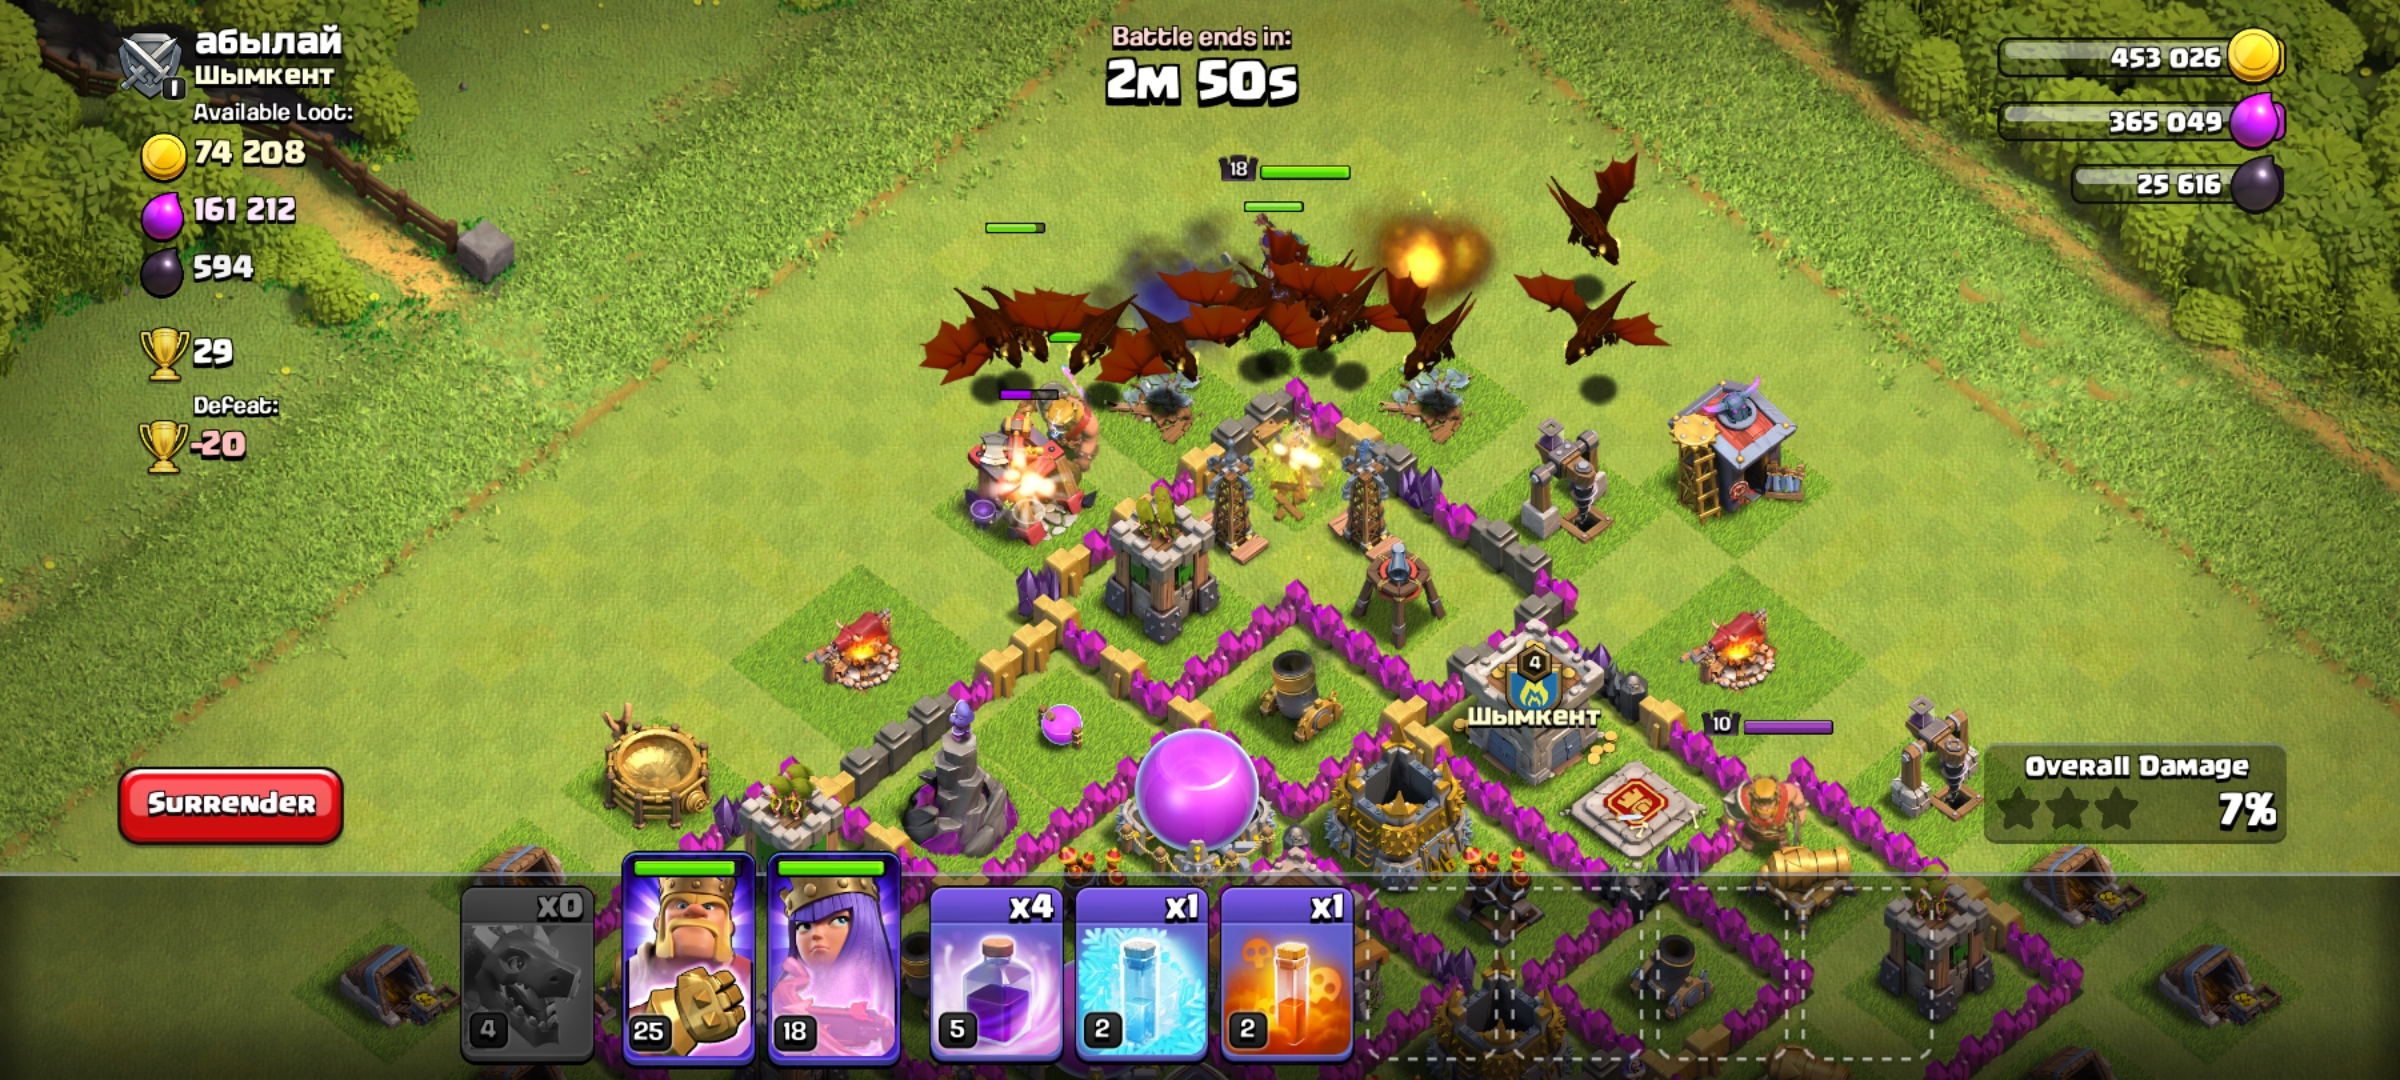 абылай
Шымкент
Available Loot:
74 208
161 212
594
29
Defeat:
-20
I
Battle ends in:
2m 50s
453 026
365 049
25 616
18
4
Шымкент
10
Surrender
Overall Damage
7%
x0
4
25
18
x4
5
x1
2
x1
2